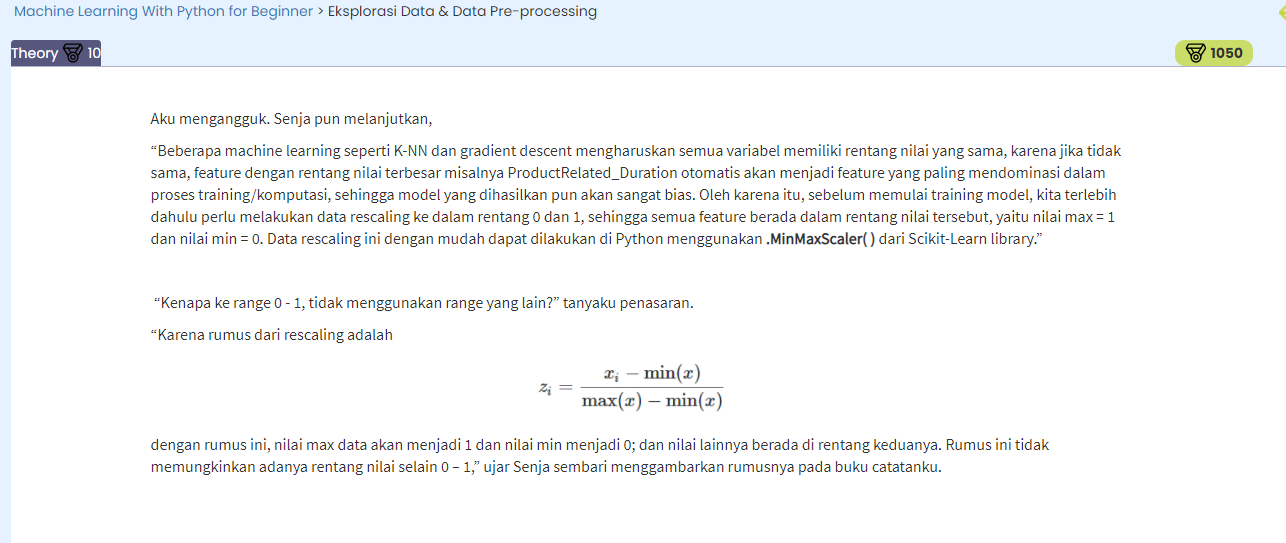 Machine Learning With Python for Beginner > Eksplorasi Data & Data Pre-processing
Theory 10
1050
Aku mengangguk. Senja pun melanjutkan,
“Beberapa machine learning seperti K-NN dan gradient descent mengharuskan semua variabel memiliki rentang nilai yang sama, karena jika tidak
sama, feature dengan rentang nilai terbesar misalnya ProductRelated_Duration otomatis akan menjadi feature yang paling mendominasi dalam
proses training/komputasi, sehingga model yang dihasilkan pun akan sangat bias. Oleh karena itu, sebelum memulai training model, kita terlebih
dahulu perlu melakukan data rescaling ke dalam rentang 0 dan 1, sehingga semua feature berada dalam rentang nilai tersebut, yaitu nilai max = 1
dan nilai min = 0. Data rescaling ini dengan mudah dapat dilakukan di Python menggunakan .MinMaxScaler( ) dari Scikit-Learn library.”
“Kenapa ke range 0 - 1, tidak menggunakan range yang lain?” tanyaku penasaran.
“Karena rumus dari rescaling adalah
zᵢ = (xᵢ − min(x)) / (max(x) − min(x))
dengan rumus ini, nilai max data akan menjadi 1 dan nilai min menjadi 0; dan nilai lainnya berada di rentang keduanya. Rumus ini tidak
memungkinkan adanya rentang nilai selain 0 – 1,” ujar Senja sembari menggambarkan rumusnya pada buku catatanku.